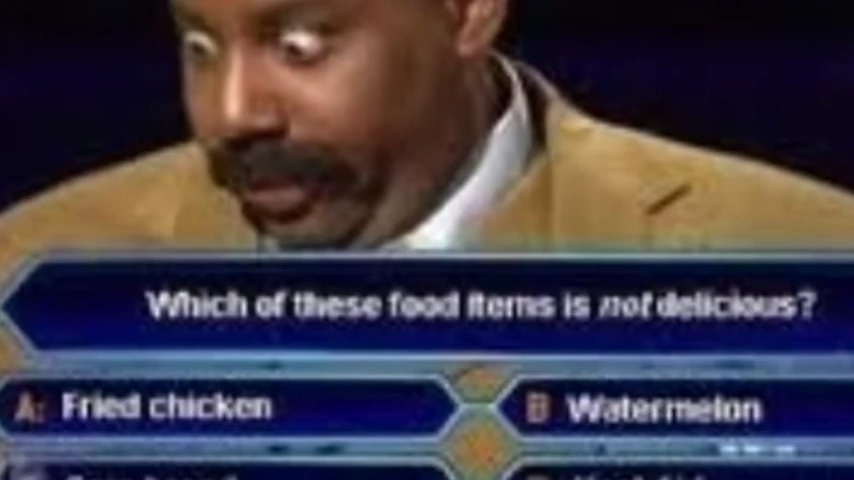 Which of these food items is not delicious?
A: Fried chicken
B Watermelon